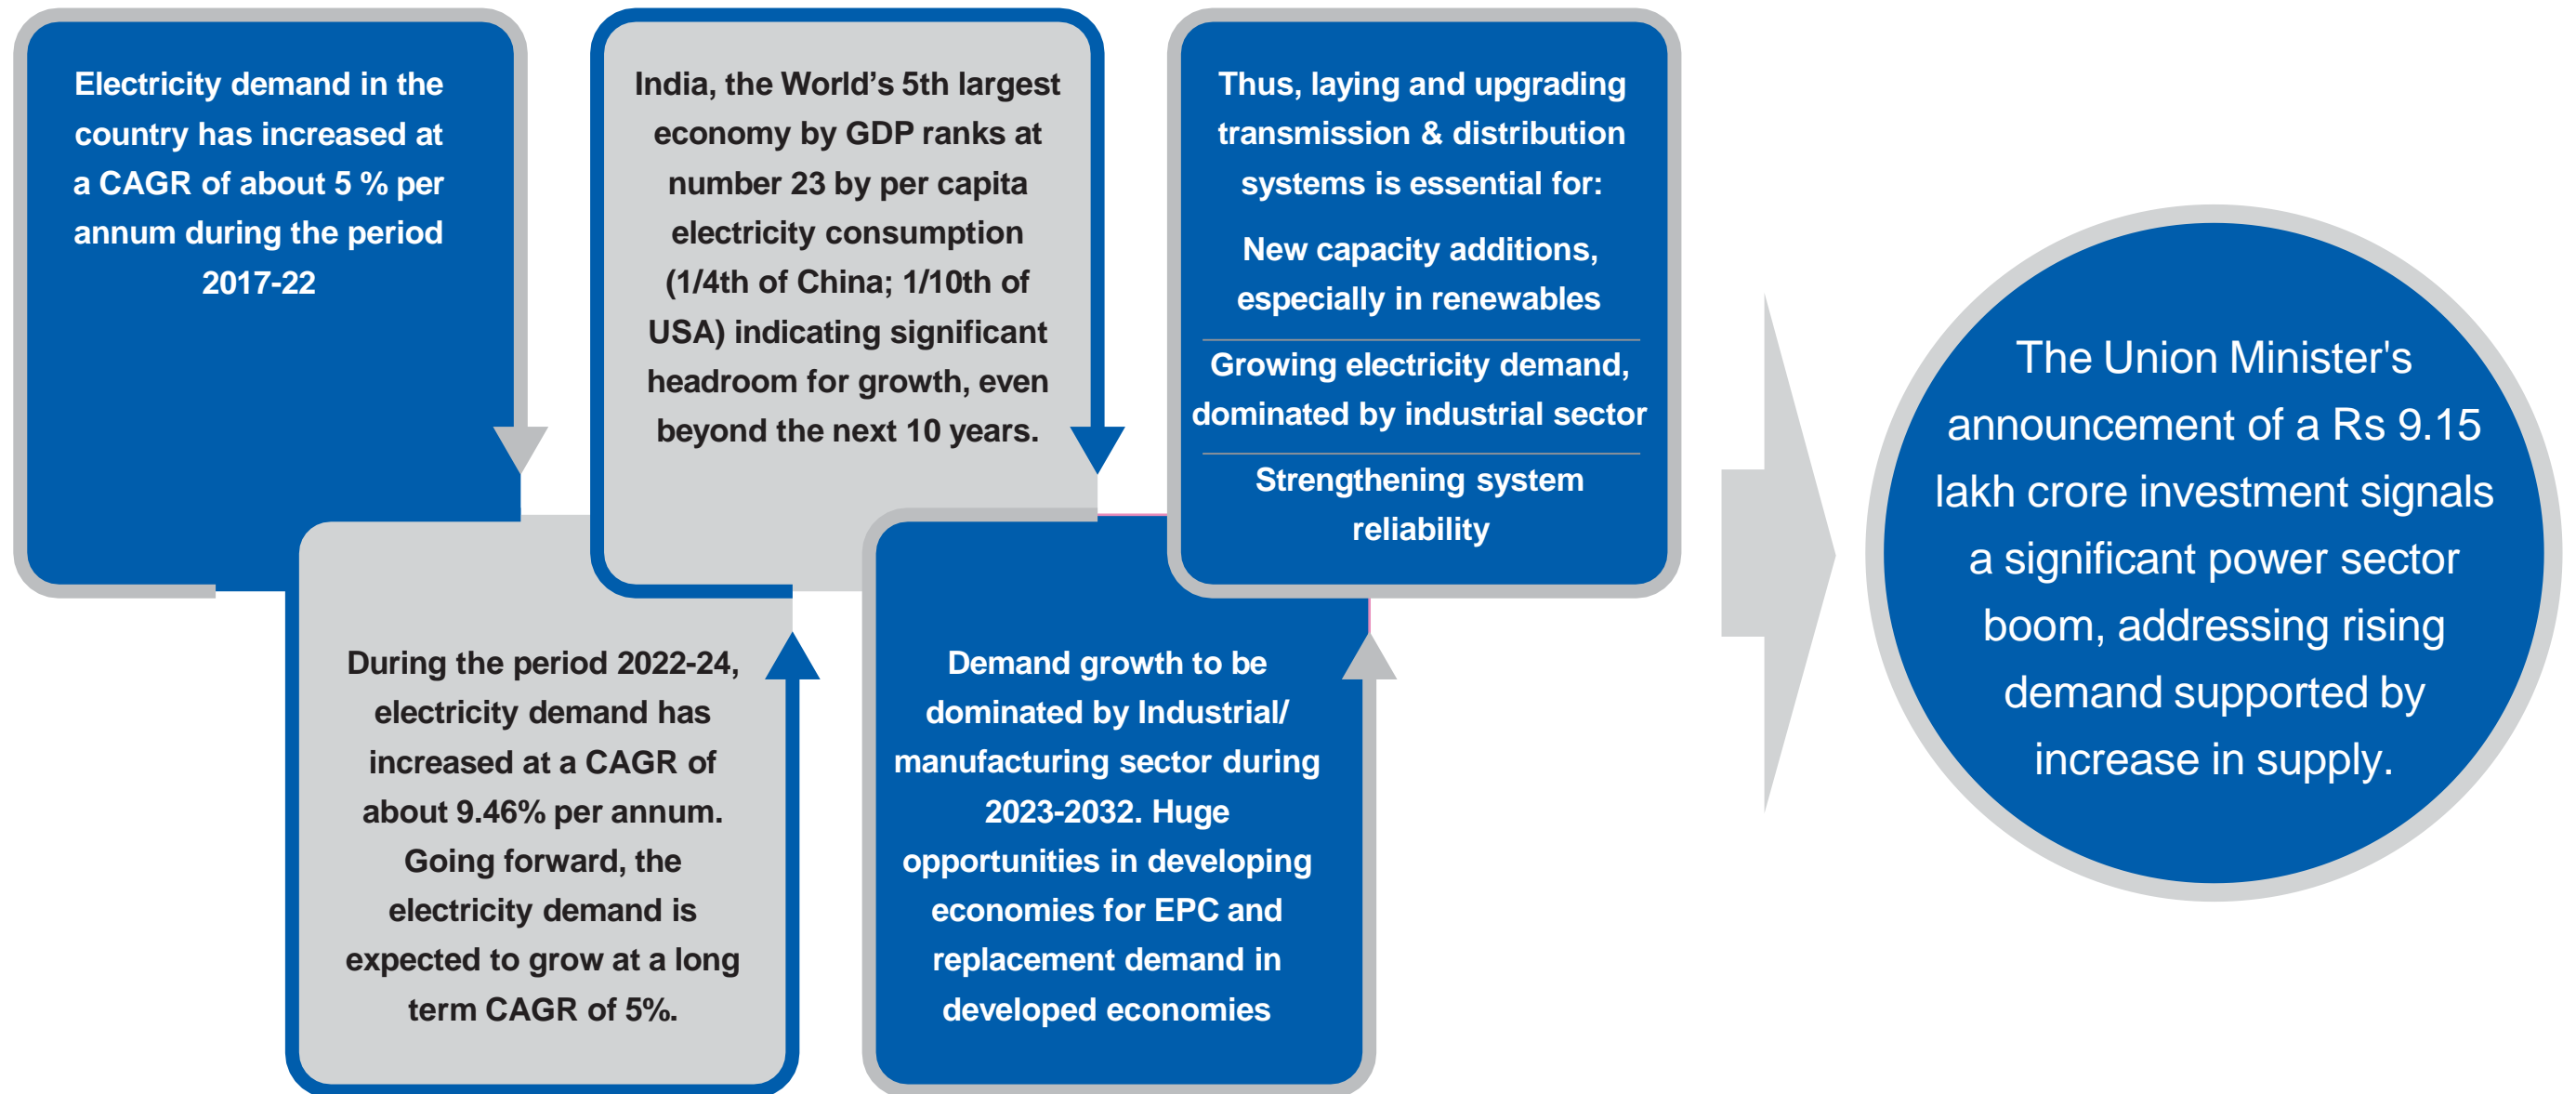 Electricity demand in the
country has increased at
a CAGR of about 5 % per
annum during the period
2017-22
During the period 2022-24,
electricity demand has
increased at a CAGR of
about 9.46% per annum.
Going forward, the
electricity demand is
expected to grow at a long
term CAGR of 5%.
India, the World’s 5th largest
economy by GDP ranks at
number 23 by per capita
electricity consumption
(1/4th of China; 1/10th of
USA) indicating significant
headroom for growth, even
beyond the next 10 years.
Demand growth to be
dominated by Industrial/
manufacturing sector during
2023-2032. Huge
opportunities in developing
economies for EPC and
replacement demand in
developed economies
Thus, laying and upgrading
transmission & distribution
systems is essential for:
New capacity additions,
especially in renewables
Growing electricity demand,
dominated by industrial sector
Strengthening system
reliability
The Union Minister's
announcement of a Rs 9.15
lakh crore investment signals
a significant power sector
boom, addressing rising
demand supported by
increase in supply.